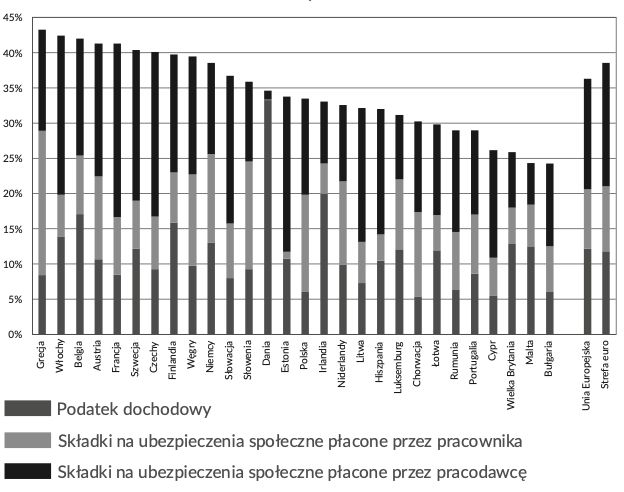 45%
40%
35%
30%
25%
20%
15%
10%
5%
0%
Grecja
Włochy
Belgia
Austria
Francja
Szwecja
Czechy
Finlandia
Węgry
Niemcy
Słowacja
Słowenia
Dania
Estonia
Polska
Irlandia
Niderlandy
Litwa
Hiszpania
Luksemburg
Chorwacja
Łotwa
Rumunia
Portugalia
Cypr
Wielka Brytania
Malta
Bułgaria
Unia Europejska
Strefa euro
Podatek dochodowy
Składki na ubezpieczenia społeczne płacone przez pracownika
Składki na ubezpieczenia społeczne płacone przez pracodawcę